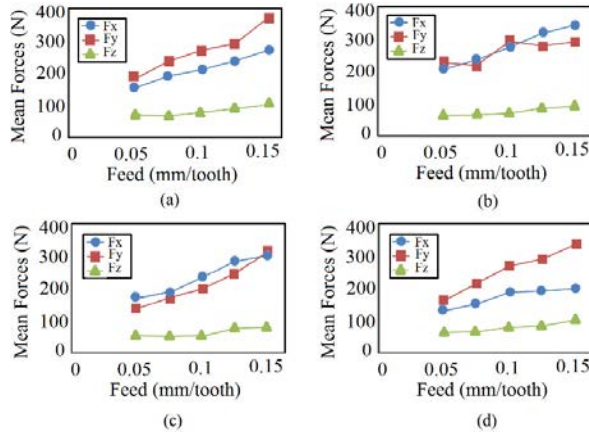 400
300
200
100
0
Mean Forces (N)
Fx
Fy
Fz
0
0.05
0.1
0.15
Feed (mm/tooth)
(a)
400
300
200
100
0
Mean Forces (N)
Fx
Fy
Fz
0
0.05
0.1
0.15
Feed (mm/tooth)
(b)
400
300
200
100
0
Mean Forces (N)
Fx
Fy
Fz
0.05
0.1
0.15
Feed (mm/tooth)
(c)
400
300
200
100
0
Mean Forces (N)
Fx
Fy
Fz
0.05
0.1
0.15
Feed (mm/tooth)
(d)